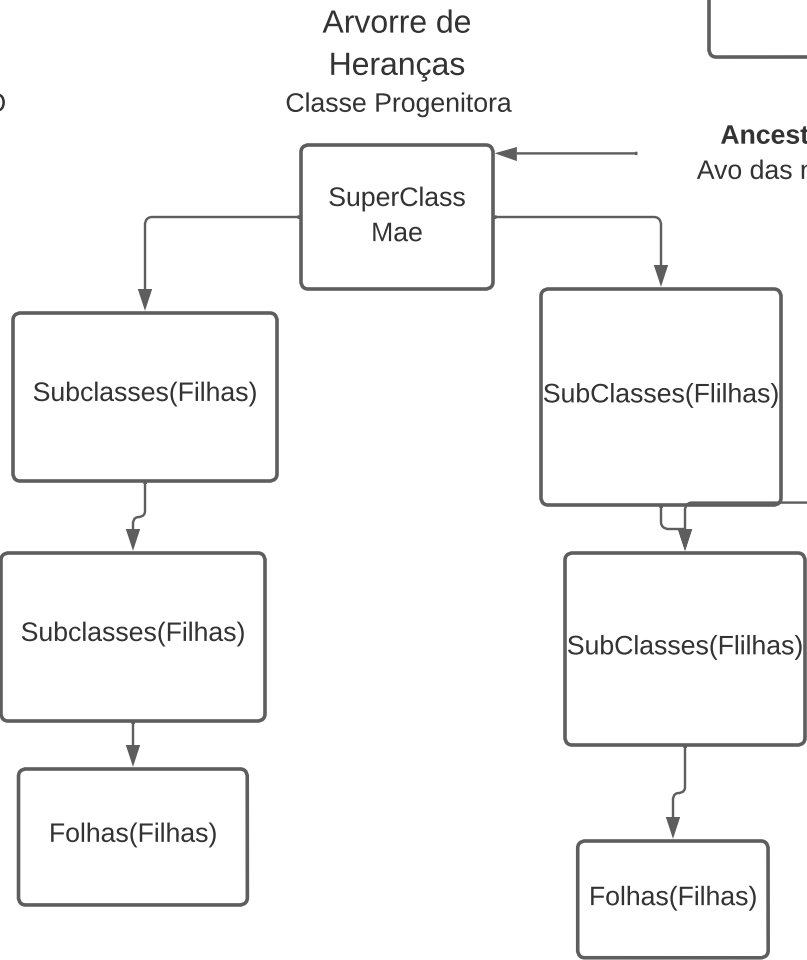 Arvorre de
Heranças
Classe Progenitora
Avo das
SuperClass
Mae
Subclasses(Filhas)
SubClasses(Flilhas)
Subclasses(Filhas)
SubClasses(Flilhas)
Folhas(Filhas)
Folhas(Filhas)